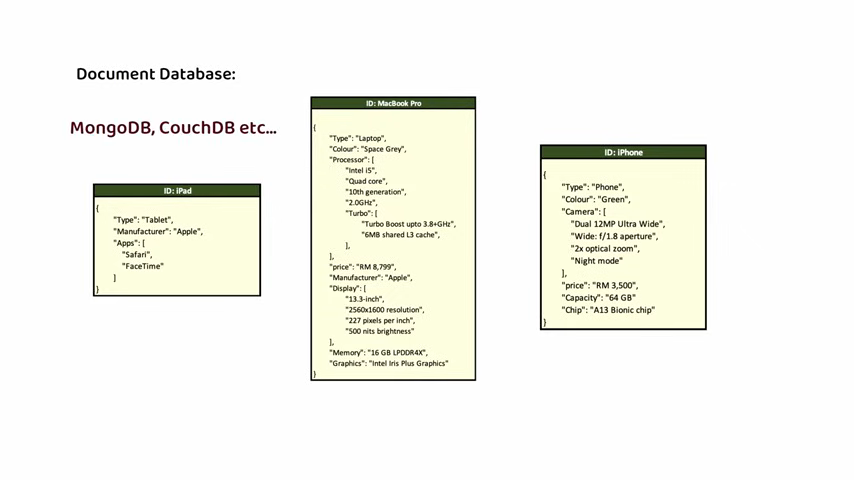 Document Database:
MongoDB, CouchDB etc...
ID: iPad
{
"Type": "Tablet",
"Manufacturer": "Apple",
"Apps": [
"Safari",
"FaceTime"
]
}
ID: MacBook Pro
{
"Type": "Laptop",
"Colour": "Space Grey",
"Processor": [
"Intel i5",
"Quad core",
"10th generation",
"2.0GHz",
"Turbo": [
"Turbo Boost upto 3.8+GHz",
"6MB shared L3 cache",
],
],
"price": "RM 8,799",
"Manufacturer": "Apple",
"Display": [
"13.3-inch",
"2560x1600 resolution",
"227 pixels per inch",
"500 nits brightness"
],
"Memory": "16 GB LPDDR4X",
"Graphics": "Intel Iris Plus Graphics"
}
ID: iPhone
{
"Type": "Phone",
"Colour": "Green",
"Camera": [
"Dual 12MP Ultra Wide",
"Wide: f/1.8 aperture",
"2x optical zoom",
"Night mode"
],
"price": "RM 3,500",
"Capacity": "64 GB"
"Chip": "A13 Bionic chip"
}